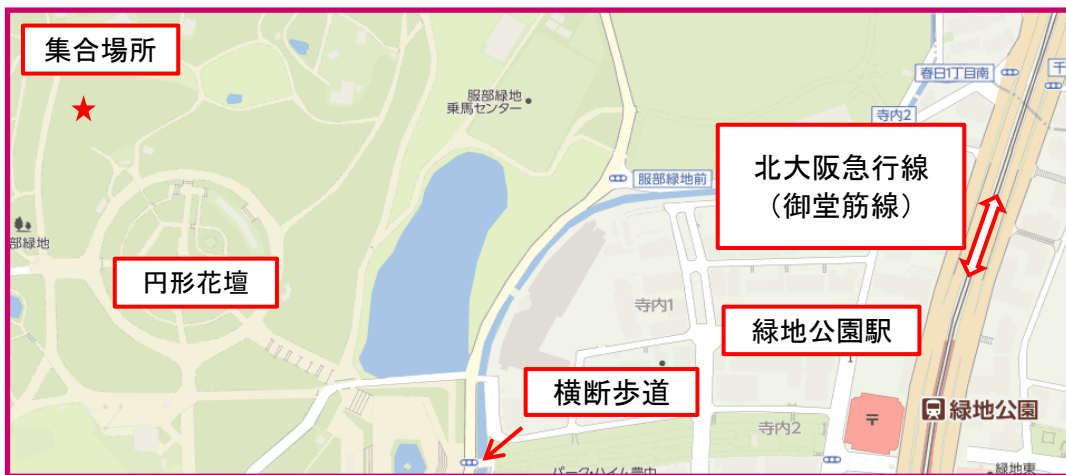 集合場所
春日1丁目南
千
服部緑地
乗馬センター
寺内2
北大阪急行線
（御堂筋線）
服部緑地前
部緑地
円形花壇
寺内1
緑地公園駅
横断歩道
緑地公園
寺内2
パーク・ハイム豊中
緑地東